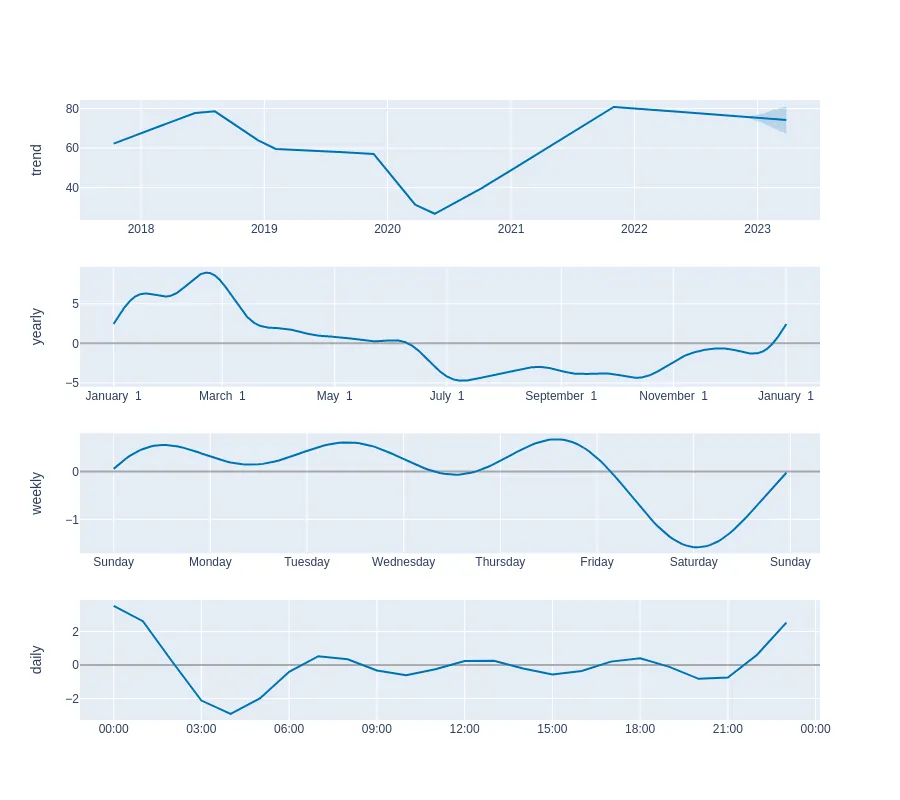 trend
80
60
40
2018 2019 2020 2021 2022 2023
yearly
5
0
−5
January 1 March 1 May 1 July 1 September 1 November 1 January 1
weekly
0
−1
Sunday Monday Tuesday Wednesday Thursday Friday Saturday Sunday
daily
2
0
−2
00:00 03:00 06:00 09:00 12:00 15:00 18:00 21:00 00:00